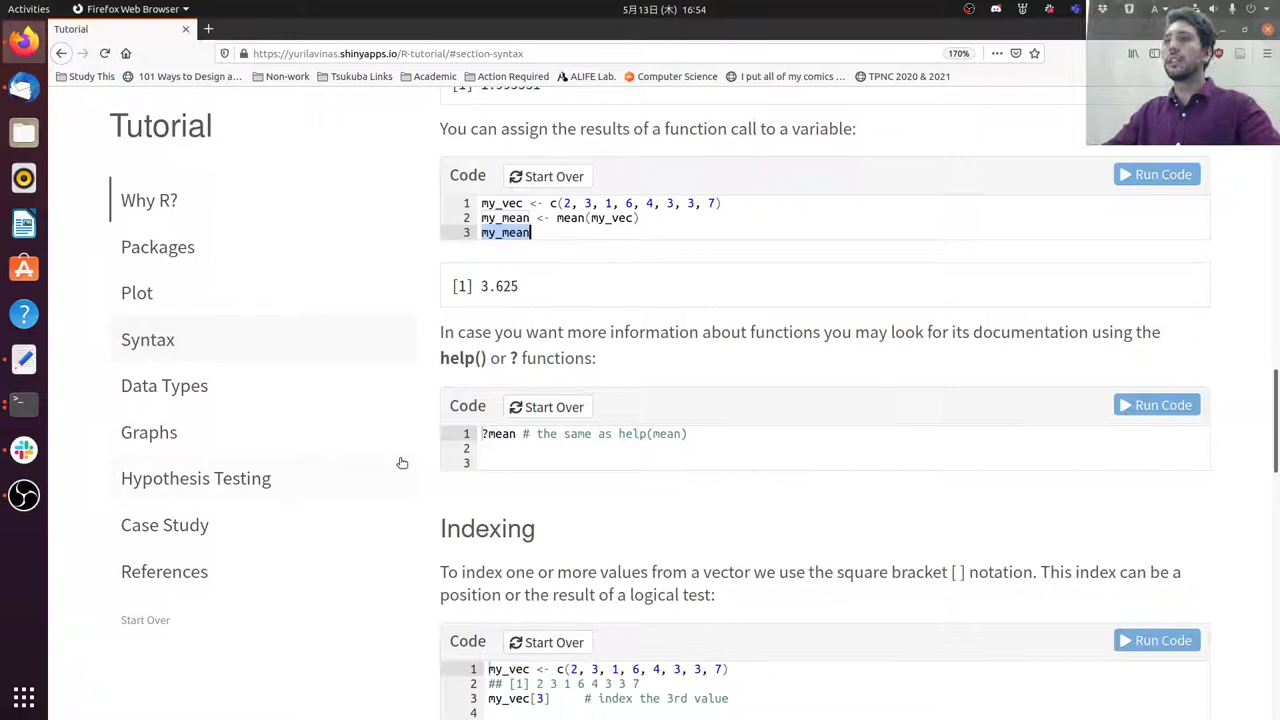 Activities
Firefox Web Browser
5月13日 (木) 16:54
Tutorial
https://yurilavinas.shinyapps.io/R-tutorial/#section-syntax
170%
Study This
101 Ways to Design a...
Non-work
Tsukuba Links
Academic
Action Required
ALIFE Lab.
Computer Science
I put all of my comics ...
TPNC 2020 & 2021
Tutorial
Why R?
Packages
Plot
Syntax
Data Types
Graphs
Hypothesis Testing
Case Study
References
Start Over
You can assign the results of a function call to a variable:
Code
Start Over
Run Code
1 my_vec <- c(2, 3, 1, 6, 4, 3, 3, 7)
2 my_mean <- mean(my_vec)
3 my_mean
[1] 3.625
In case you want more information about functions you may look for its documentation using the
help() or ? functions:
Code
Start Over
Run Code
1 ?mean # the same as help(mean)
2
3
Indexing
To index one or more values from a vector we use the square bracket [ ] notation. This index can be a
position or the result of a logical test:
Code
Start Over
Run Code
1 my_vec <- c(2, 3, 1, 6, 4, 3, 3, 7)
2 ## [1] 2 3 1 6 4 3 3 7
3 my_vec[3] # index the 3rd value
4